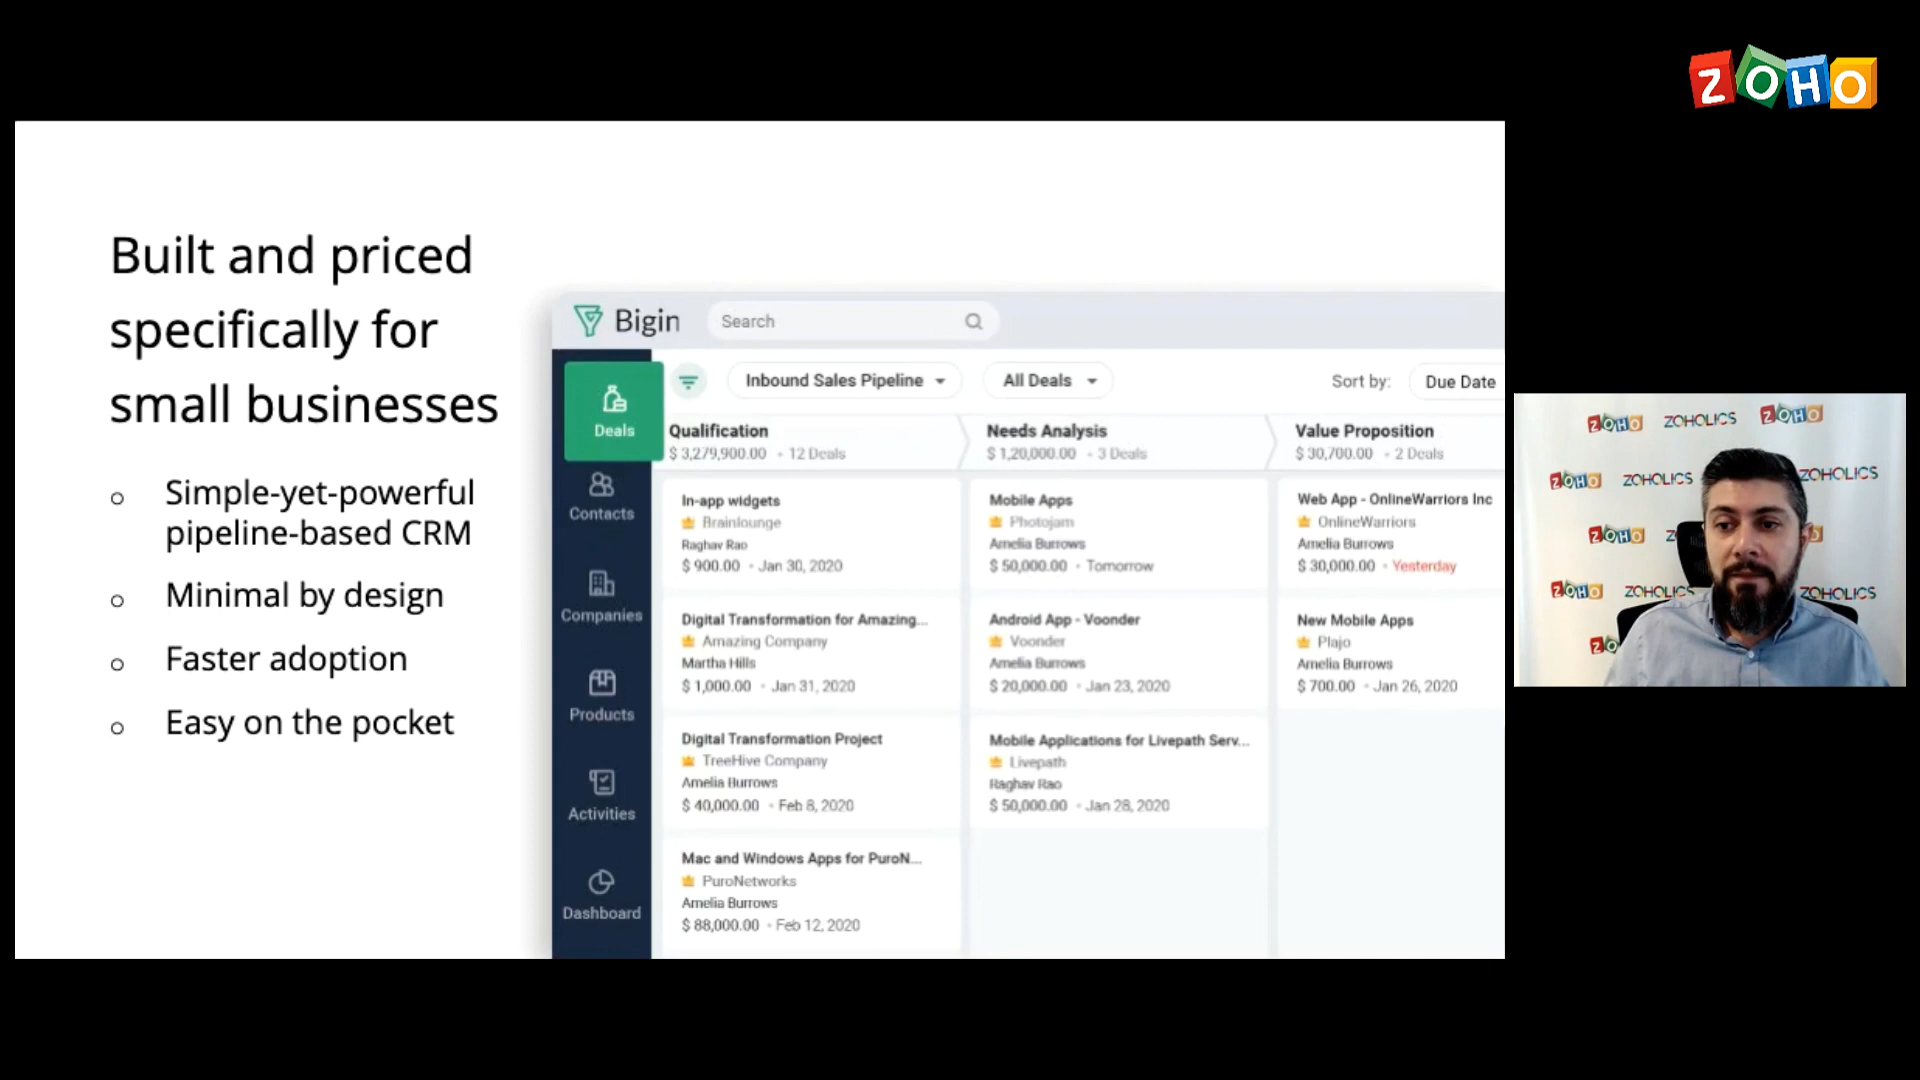 ZOHO
Built and priced
specifically for
small businesses
Simple-yet-powerful
pipeline-based CRM
Minimal by design
Faster adoption
Easy on the pocket
Bigin
Search
Deals
Contacts
Companies
Products
Activities
Dashboard
Inbound Sales Pipeline
All Deals
Sort by:
Due Date
Qualification
$ 3,279,900.00 • 12 Deals
In-app widgets
Brainlounge
Raghav Rao
$ 900.00 • Jan 30, 2020
Digital Transformation for Amazing...
Amazing Company
Martha Hills
$ 1,000.00 • Jan 31, 2020
Digital Transformation Project
TreeHive Company
Amelia Burrows
$ 40,000.00 • Feb 8, 2020
Mac and Windows Apps for PuroN...
PuroNetworks
Amelia Burrows
$ 88,000.00 • Feb 12, 2020
Needs Analysis
$ 1,20,000.00 • 3 Deals
Mobile Apps
Photojam
Amelia Burrows
$ 50,000.00 • Tomorrow
Android App - Voonder
Voonder
Amelia Burrows
$ 20,000.00 • Jan 23, 2020
Mobile Applications for Livepath Serv...
Livepath
Raghav Rao
$ 50,000.00 • Jan 28, 2020
Value Proposition
$ 30,700.00 • 2 Deals
Web App - OnlineWarriors Inc
OnlineWarriors
Amelia Burrows
$ 30,000.00 • Yesterday
New Mobile Apps
Plajo
Amelia Burrows
$ 700.00 • Jan 26, 2020
ZOHO ZOHOLICS ZOHO
ZOHO ZOHOLICS ZOHOLICS
ZOHO
ZOHO ZOHOLICS ZOHOLICS